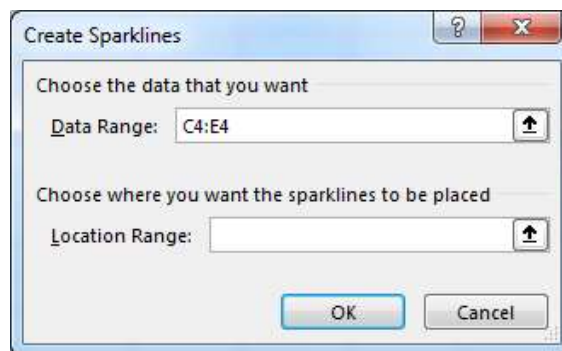 Create Sparklines
Choose the data that you want
Data Range: C4:E4
Choose where you want the sparklines to be placed
Location Range:
OK Cancel